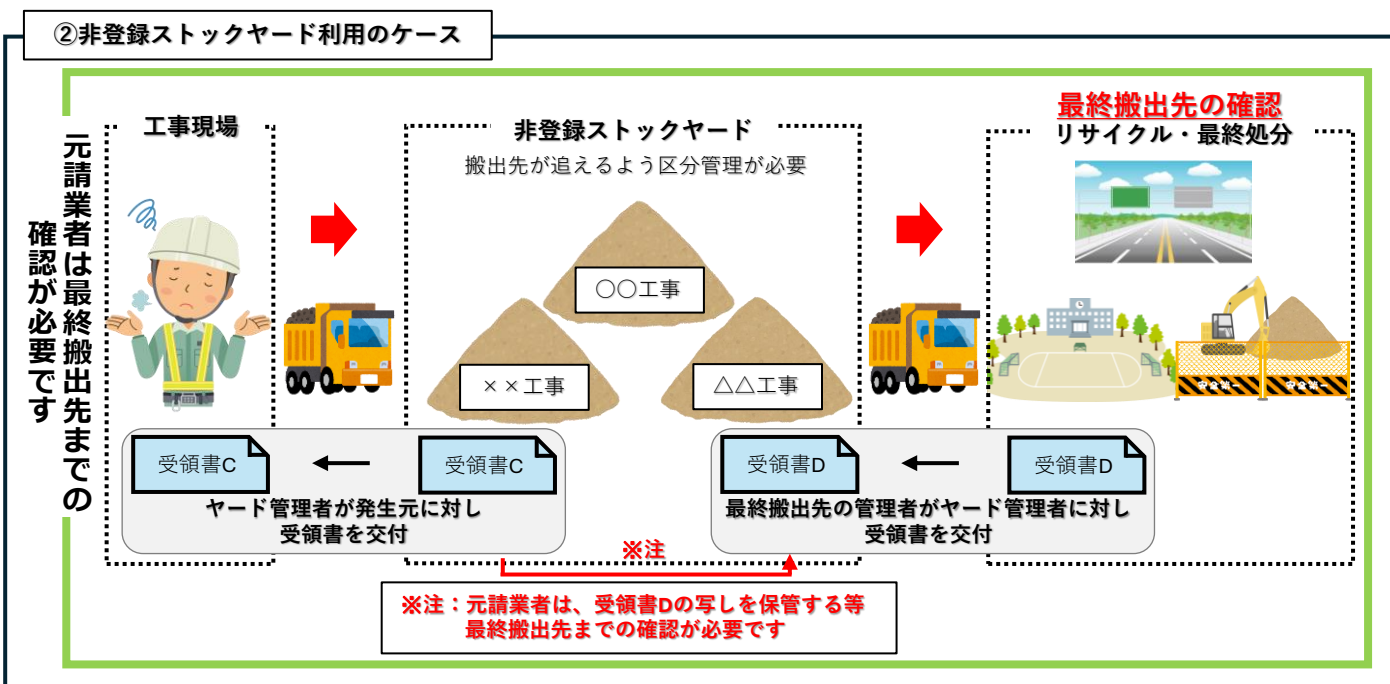 ②非登録ストックヤード利用のケース
元請業者は最終搬出先までの
確認が必要です
工事現場
非登録ストックヤード
搬出先が追えるよう区分管理が必要
最終搬出先の確認
リサイクル・最終処分
○○工事
××工事
△△工事
安全第一
安全第一
受領書C
受領書C
ヤード管理者が発生元に対し
受領書を交付
受領書D
受領書D
最終搬出先の管理者がヤード管理者に対し
受領書を交付
※注
※注：元請業者は、受領書Dの写しを保管する等
最終搬出先までの確認が必要です